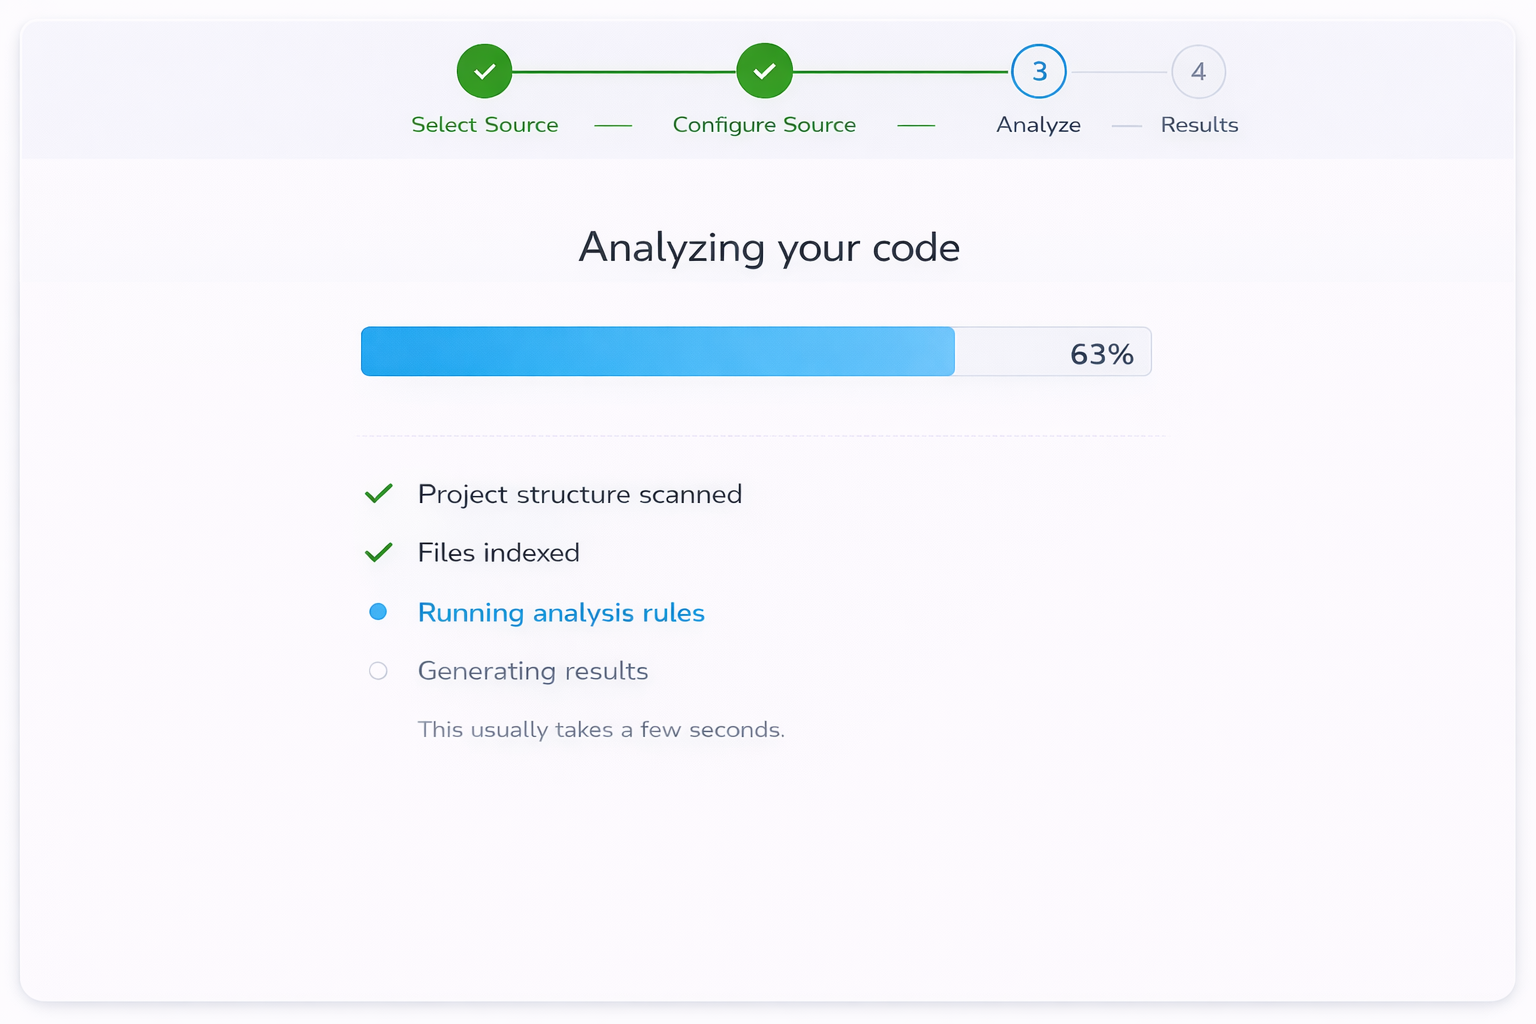 3 4
Select Source Configure Source Analyze Results
Analyzing your code
63%
Project structure scanned
Files indexed
Running analysis rules
Generating results
This usually takes a few seconds.